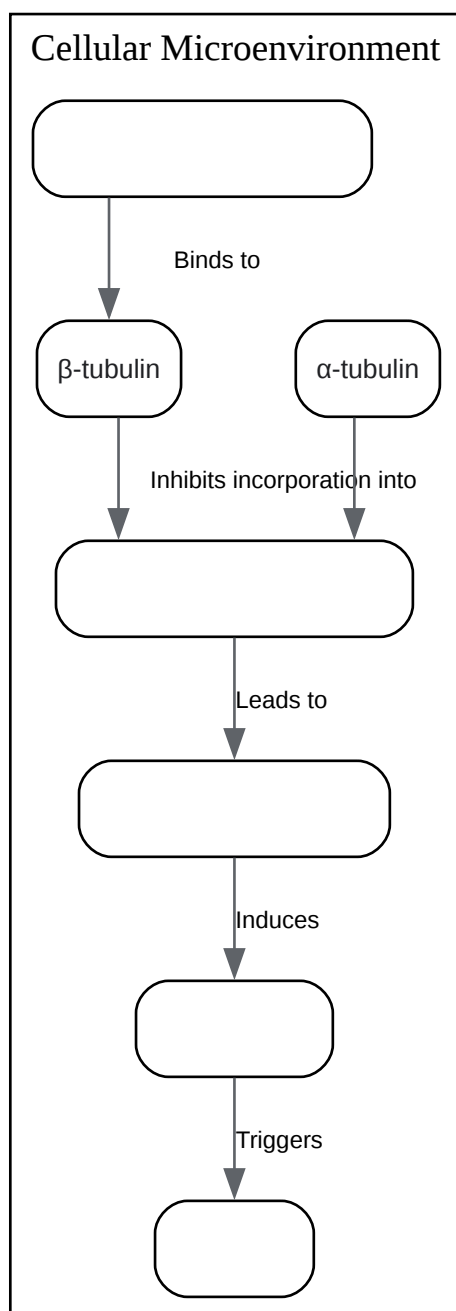 Cellular Microenvironment
Binds to
β-tubulin
α-tubulin
Inhibits incorporation into
Leads to
Induces
Triggers